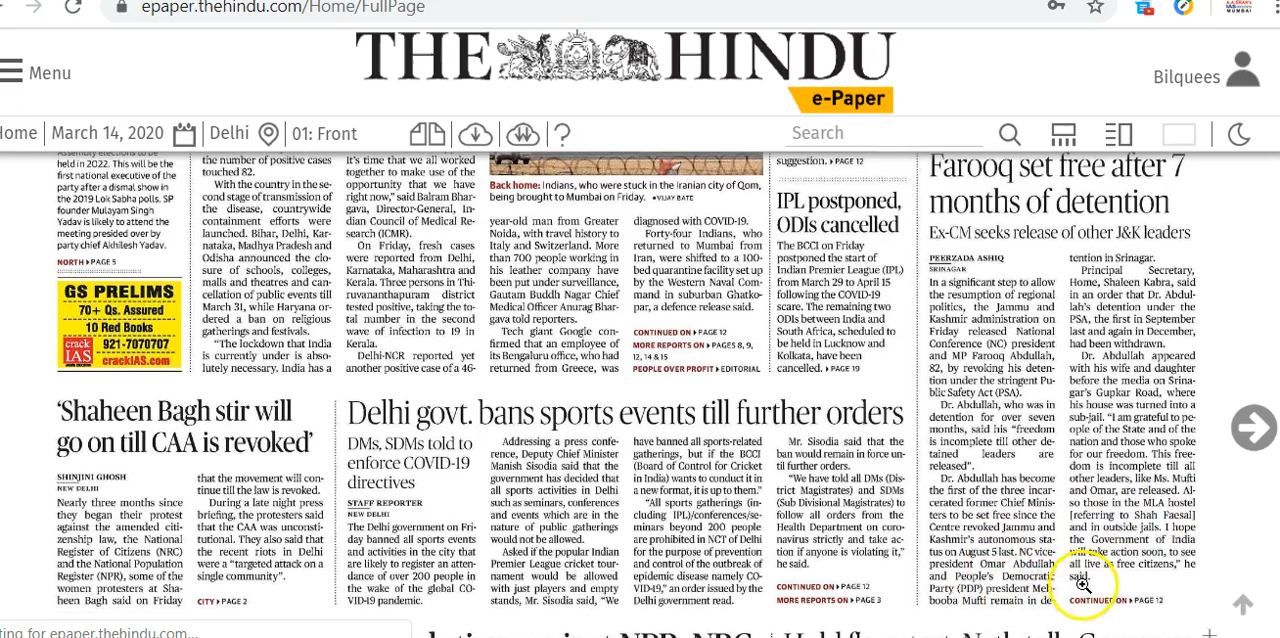 epaper.thehindu.com/Home/FullPage
Menu
THE HINDU
e-Paper
Bilquees
Home
March 14, 2020
Delhi
01: Front
Search
Assembly elections to be
held in 2022. This will be the
first national executive of the
party after a dismal show in
the 2019 Lok Sabha polls. SP
founder Mulayam Singh
Yadav is likely to attend the
meeting presided over by
party chief Akhilesh Yadav.
NORTH ▸ PAGE 5
GS PRELIMS
70+ Qs. Assured
10 Red Books
crack
IAS
921-7070707
crackIAS.com
the number of positive cases
touched 82.
With the country in the se-
cond stage of transmission of
the disease, countrywide
containment efforts were
launched. Bihar, Delhi, Kar-
nataka, Madhya Pradesh and
Odisha announced the clo-
sure of schools, colleges,
malls and theatres and can-
cellation of public events till
March 31, while Haryana or-
dered a ban on religious
gatherings and festivals.
“The lockdown that India
is currently under is abso-
lutely necessary. India has a
it’s time that we all worked
together to make use of the
opportunity that we have
right now,” said Balram Bhar-
gava, Director-General, In-
dian Council of Medical Re-
search (ICMR).
On Friday, fresh cases
were reported from Delhi,
Karnataka, Maharashtra and
Kerala. Three persons in Thi-
ruvananthapuram district
tested positive, taking the to-
tal number in the second
wave of infection to 19 in
Kerala.
Delhi-NCR reported yet
another positive case of a 46-
Back home: Indians, who were stuck in the Iranian city of Qom,
being brought to Mumbai on Friday. • VIJAY BATE
year-old man from Greater
Noida, with travel history to
Italy and Switzerland. More
than 700 people working in
his leather company have
been put under surveillance,
Gautam Buddh Nagar Chief
Medical Officer Anurag Bhar-
gava told reporters.
Tech giant Google con-
firmed that an employee of
its Bengaluru office, who had
returned from Greece, was
diagnosed with COVID-19.
Forty-four Indians, who
returned to Mumbai from
Iran, were shifted to a 100-
bed quarantine facility set up
by the Western Naval Com-
mand in suburban Ghatko-
par, a defence release said.
CONTINUED ON ▸ PAGE 12
MORE REPORTS ON ▸ PAGES 8, 9,
12, 14 & 15
PEOPLE OVER PROFIT ▸ EDITORIAL
suggestion. ▸ PAGE 12
IPL postponed,
ODIs cancelled
The BCCI on Friday
postponed the start of
Indian Premier League (IPL)
from March 29 to April 15
following the COVID-19
scare. The remaining two
ODIs between India and
South Africa, scheduled to
be held in Lucknow and
Kolkata, have been
cancelled. ▸ PAGE 19
Farooq set free after 7
months of detention
Ex-CM seeks release of other J&K leaders
PEERZADA ASHIQ
SRINAGAR
In a significant step to allow
the resumption of regional
politics, the Jammu and
Kashmir administration on
Friday released National
Conference (NC) president
and MP Farooq Abdullah,
82, by revoking his deten-
tion under the stringent Pu-
blic Safety Act (PSA).
Dr. Abdullah, who was in
detention for over seven
months, said his “freedom
is incomplete till other de-
tained leaders are
released”.
Dr. Abdullah has become
the first of the three incar-
cerated former Chief Minis-
ters to be set free since the
Centre revoked Jammu and
Kashmir’s autonomous sta-
tus on August 5 last. NC vice-
president Omar Abdullah
and People’s Democratic
Party (PDP) president Meh-
booba Mufti remain in de-
tention in Srinagar.
Principal Secretary,
Home, Shaleen Kabra, said
in an order that Dr. Abdul-
lah’s detention under the
PSA, the first in September
last and again in December,
had been withdrawn.
Dr. Abdullah appeared
with his wife and daughter
before the media on Srina-
gar’s Gupkar Road, where
his house was turned into a
sub-jail. “I am grateful to pe-
ople of the State and of the
nation and those who spoke
for our freedom. This free-
dom is incomplete till all
other leaders, like Ms. Mufti
and Omar, are released. Al-
so those in the MLA hostel
[referring to Shah Faesal]
and in outside jails. I hope
the Government of India
will take action soon, to see
all live as free citizens,” he
said.
CONTINUED ON ▸ PAGE 12
‘Shaheen Bagh stir will
go on till CAA is revoked’
SHINJINI GHOSH
NEW DELHI
Nearly three months since
they began their protest
against the amended citi-
zenship law, the National
Register of Citizens (NRC)
and the National Population
Register (NPR), some of the
women protesters at Sha-
heen Bagh said on Friday
that the movement will con-
tinue till the law is revoked.
During a late night press
briefing, the protesters said
that the CAA was unconsti-
tutional. They also said that
the recent riots in Delhi
were a “targeted attack on a
single community”.
CITY ▸ PAGE 2
Delhi govt. bans sports events till further orders
DMs, SDMs told to
enforce COVID-19
directives
STAFF REPORTER
NEW DELHI
The Delhi government on Fri-
day banned all sports events
and activities in the city that
are likely to register an atten-
dance of over 200 people in
the wake of the global CO-
VID-19 pandemic.
Addressing a press confe-
rence, Deputy Chief Minister
Manish Sisodia said that the
government has decided that
all sports activities in Delhi
such as seminars, conferences
and events which are in the
nature of public gatherings
would not be allowed.
Asked if the popular Indian
Premier League cricket tour-
nament would be allowed
with just players and empty
stands, Mr. Sisodia said, “We
have banned all sports-related
gatherings, but if the BCCI
(Board of Control for Cricket
in India) wants to conduct it in
a new format, it is up to them.”
“All sports gatherings (in-
cluding IPL)/conferences/se-
minars beyond 200 people
are prohibited in NCT of Delhi
for the purpose of prevention
and control of the outbreak of
epidemic disease namely CO-
VID-19,” an order issued by the
Delhi government read.
Mr. Sisodia said that the
ban would remain in force un-
til further orders.
“We have told all DMs (Dis-
trict Magistrates) and SDMs
(Sub Divisional Magistrates) to
follow all orders from the
Health Department on coro-
navirus strictly and take ac-
tion if anyone is violating it,”
he said.
CONTINUED ON ▸ PAGE 12
MORE REPORTS ON ▸ PAGE 3
ting for epaper.thehindu.com...